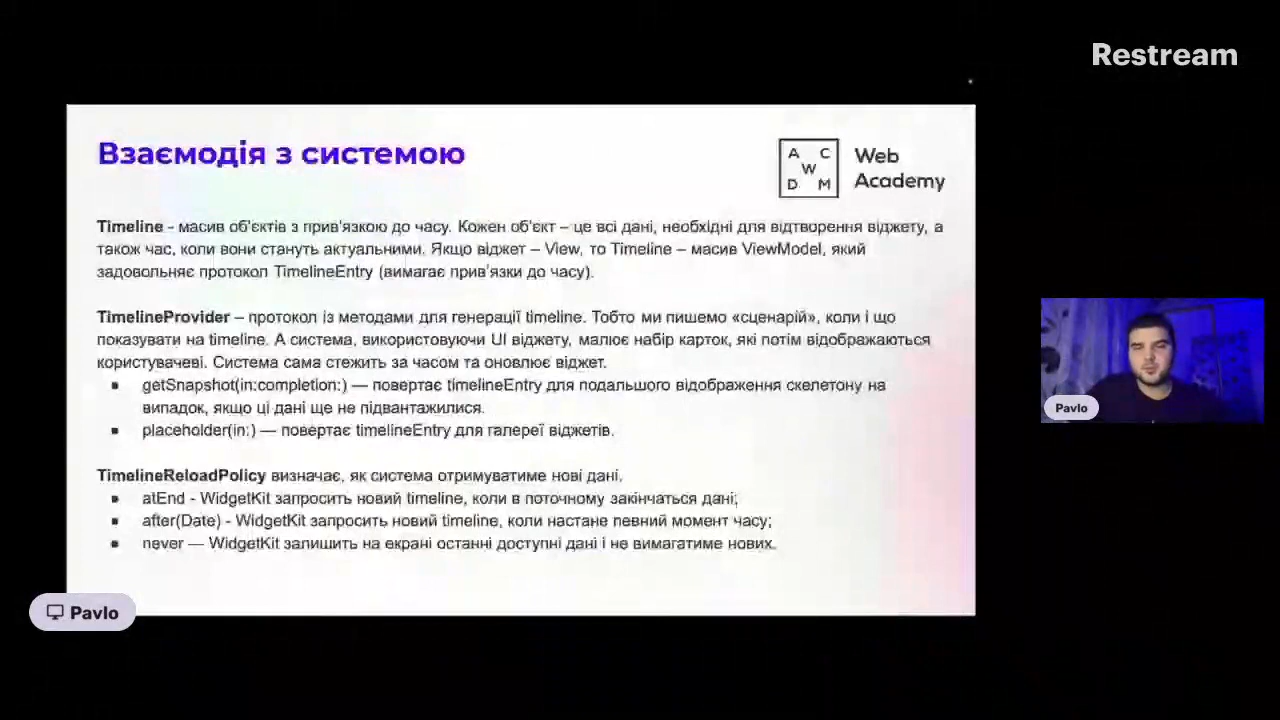 Restream
Взаємодія з системою
A C
W
D M
Web
Academy
Timeline - масив об'єктів з прив'язкою до часу. Кожен об'єкт – це всі дані, необхідні для відтворення віджету, а
також час, коли вони стануть актуальними. Якщо віджет – View, то Timeline – масив ViewModel, який
задовольняє протокол TimelineEntry (вимагає прив'язки до часу).
TimelineProvider – протокол із методами для генерації timeline. Тобто ми пишемо «сценарій», коли і що
показувати на timeline. А система, використовуючи UI віджету, малює набір карток, які потім відображаються
користувачеві. Система сама стежить за часом та оновлює віджет.
getSnapshot(in:completion:) — повертає timelineEntry для подальшого відображення скелетону на
випадок, якщо ці дані ще не підвантажилися.
placeholder(in:) — повертає timelineEntry для галереї віджетів.
TimelineReloadPolicy визначає, як система отримуватиме нові дані.
atEnd - WidgetKit запросить новий timeline, коли в поточному закінчаться дані;
after(Date) - WidgetKit запросить новий timeline, коли настане певний момент часу;
never — WidgetKit залишить на екрані останні доступні дані і не вимагатиме нових.
Pavlo
Pavlo